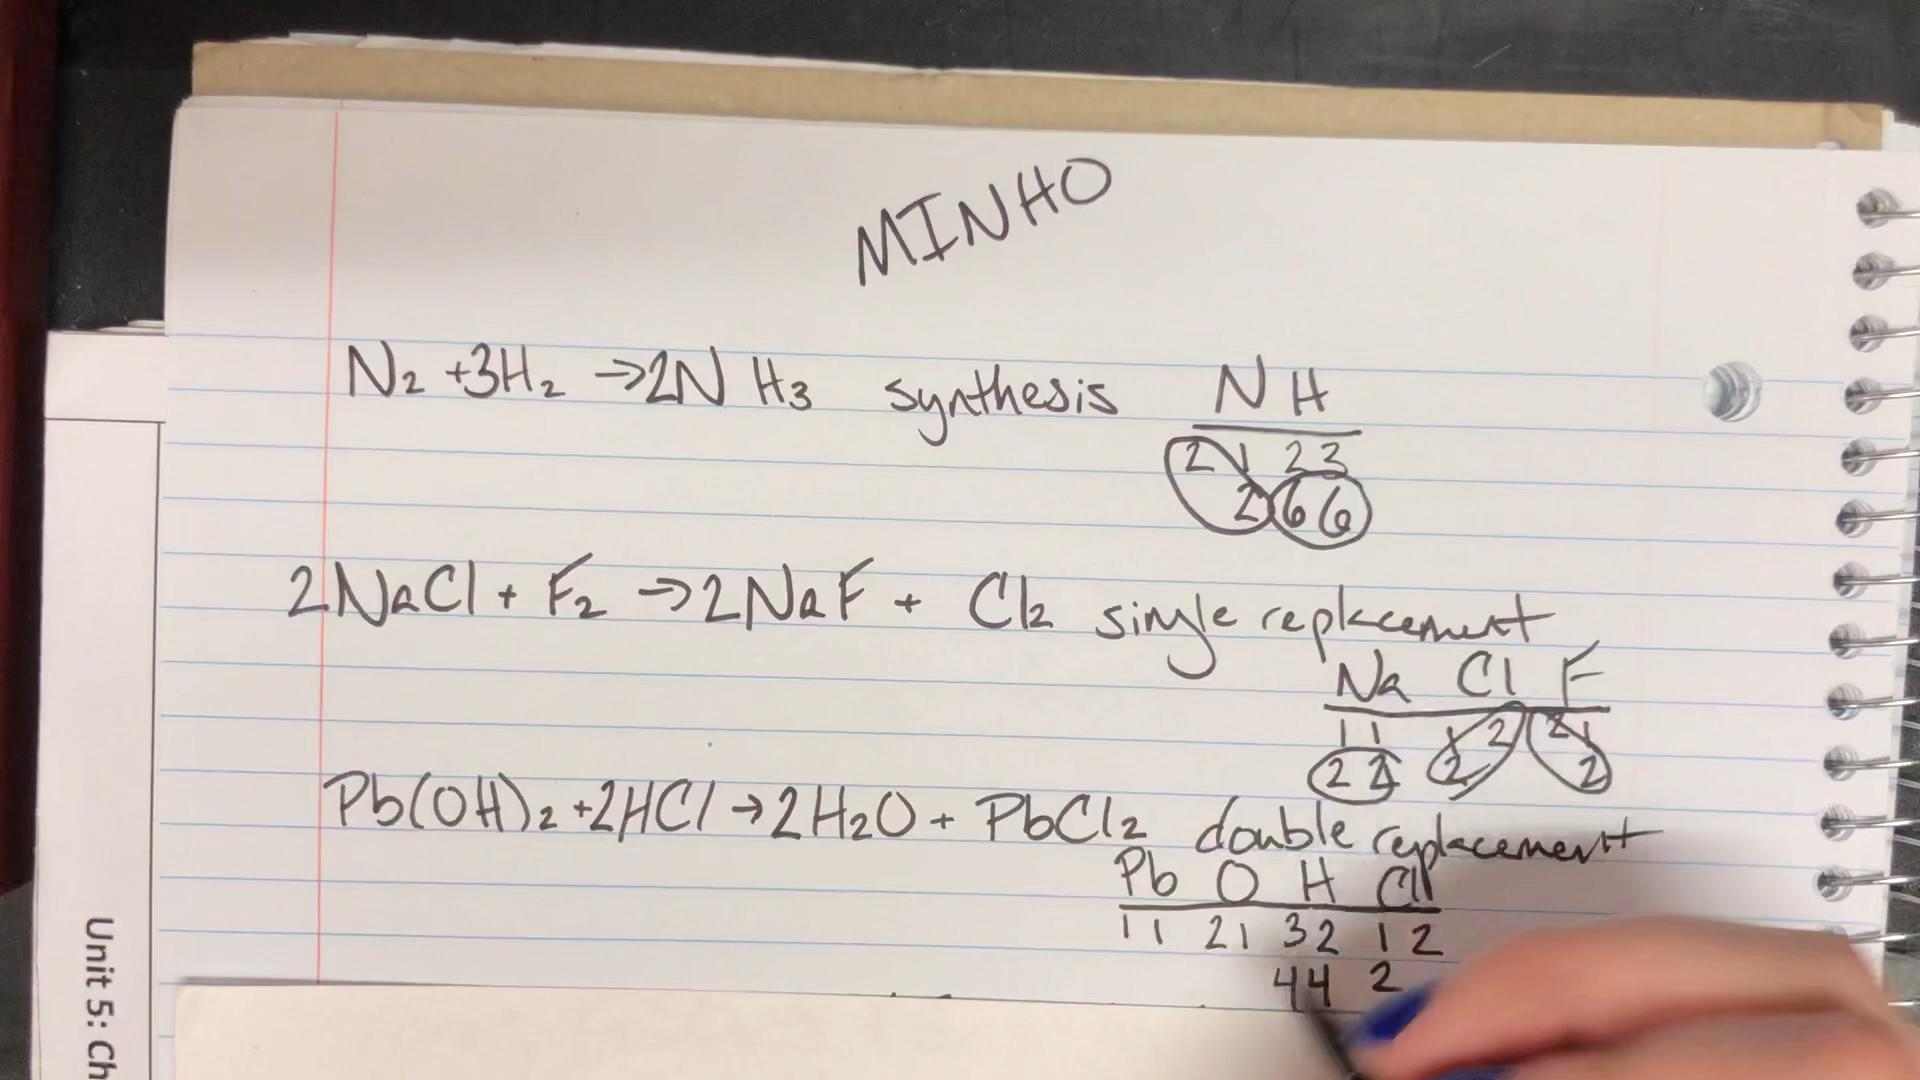 MINHO
N₂ +3H₂ →2N H₃ synthesis N H
2 1 2 3
2 6 6
2NaCl + F₂ →2NaF + Cl₂ single replacement
Na Cl F
1 1 1 2 2 1
2 2 2 2
Pb(OH)₂ +2HCl →2H₂O + PbCl₂ double replacement
Pb O H Cl
1 1 2 1 3 2 1 2
4 4 2
Unit 5: Ch